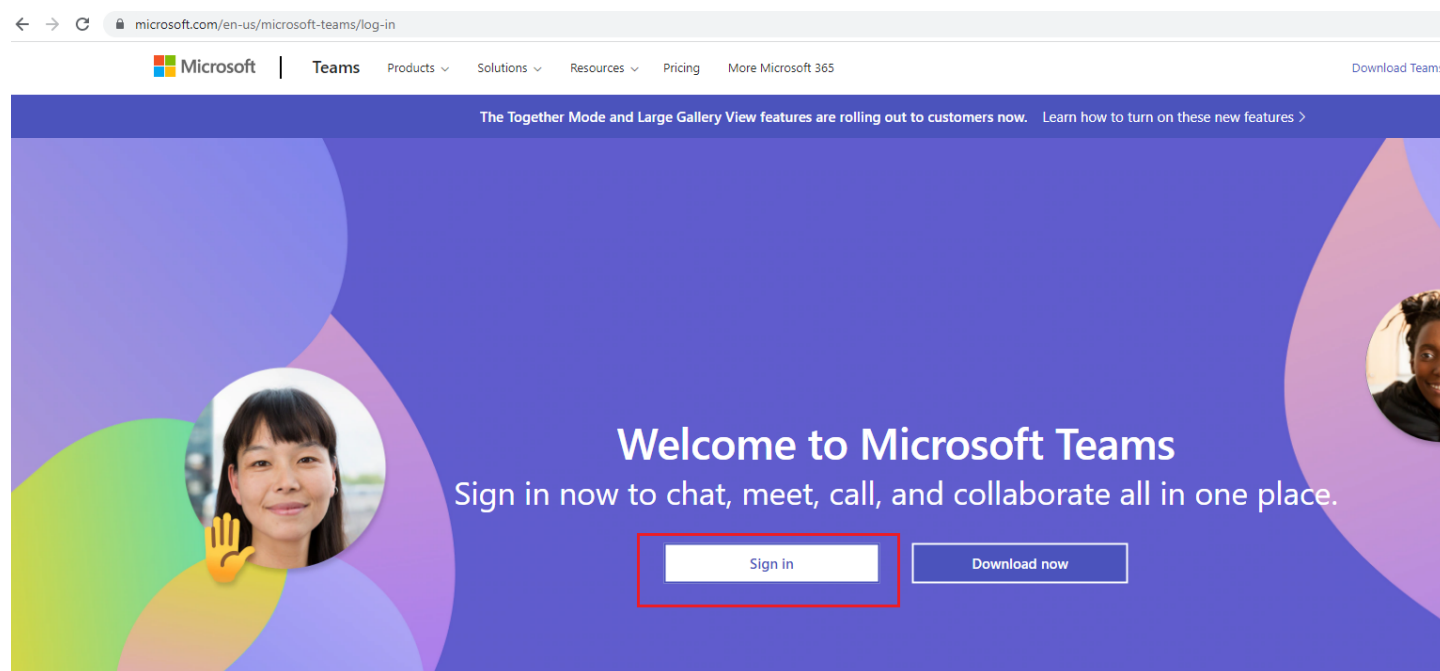 microsoft.com/en-us/microsoft-teams/log-in
Microsoft Teams Products Solutions Resources Pricing More Microsoft 365 Download Teams
The Together Mode and Large Gallery View features are rolling out to customers now. Learn how to turn on these new features >
Welcome to Microsoft Teams
Sign in now to chat, meet, call, and collaborate all in one place.
Sign in Download now